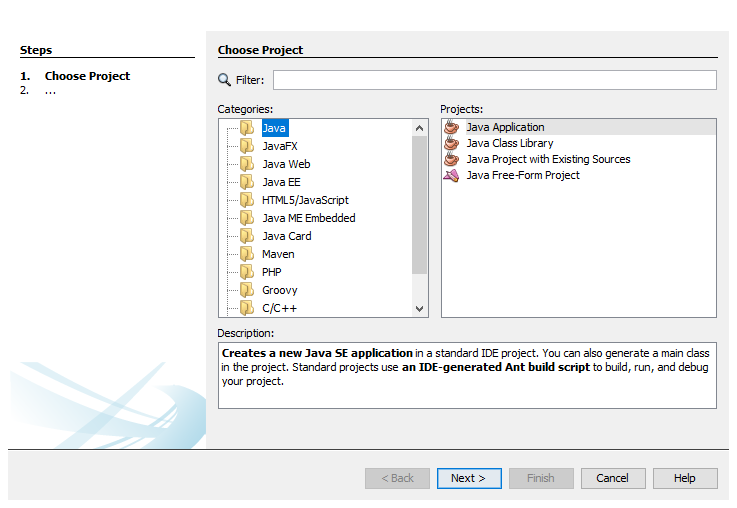 Steps
1. Choose Project
2. ...
Choose Project
Filter:
Categories:
Java
JavaFX
Java Web
Java EE
HTML5/JavaScript
Java ME Embedded
Java Card
Maven
PHP
Groovy
C/C++
Projects:
Java Application
Java Class Library
Java Project with Existing Sources
Java Free-Form Project
Description:
Creates a new Java SE application in a standard IDE project. You can also generate a main class
in the project. Standard projects use an IDE-generated Ant build script to build, run, and debug
your project.
< Back
Next >
Finish
Cancel
Help